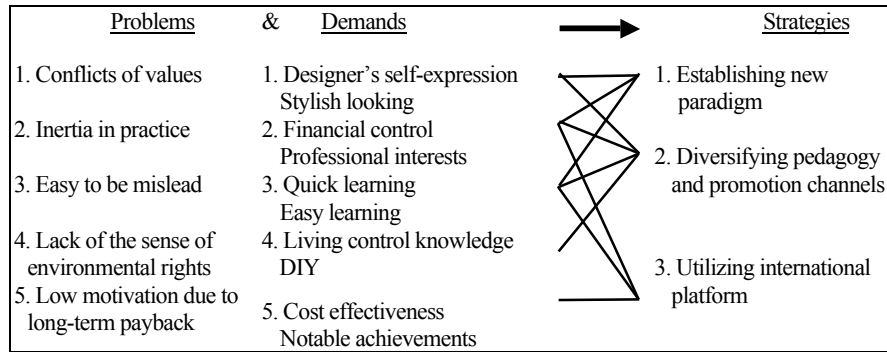 Problems & Demands Strategies
1. Conflicts of values
2. Inertia in practice
3. Easy to be mislead
4. Lack of the sense of
environmental rights
5. Low motivation due to
long-term payback
1. Designer’s self-expression
Stylish looking
2. Financial control
Professional interests
3. Quick learning
Easy learning
4. Living control knowledge
DIY
5. Cost effectiveness
Notable achievements
1. Establishing new
paradigm
2. Diversifying pedagogy
and promotion channels
3. Utilizing international
platform